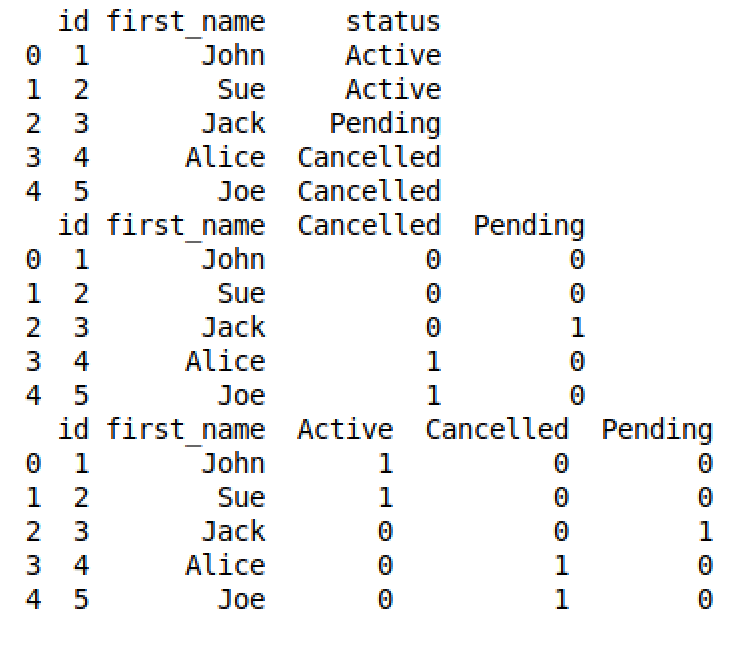 id first_name     status
0  1       John     Active
1  2        Sue     Active
2  3       Jack    Pending
3  4      Alice  Cancelled
4  5        Joe  Cancelled
   id first_name  Cancelled  Pending
0  1       John          0        0
1  2        Sue          0        0
2  3       Jack          0        1
3  4      Alice          1        0
4  5        Joe          1        0
   id first_name  Active  Cancelled  Pending
0  1       John       1          0        0
1  2        Sue       1          0        0
2  3       Jack       0          0        1
3  4      Alice       0          1        0
4  5        Joe       0          1        0